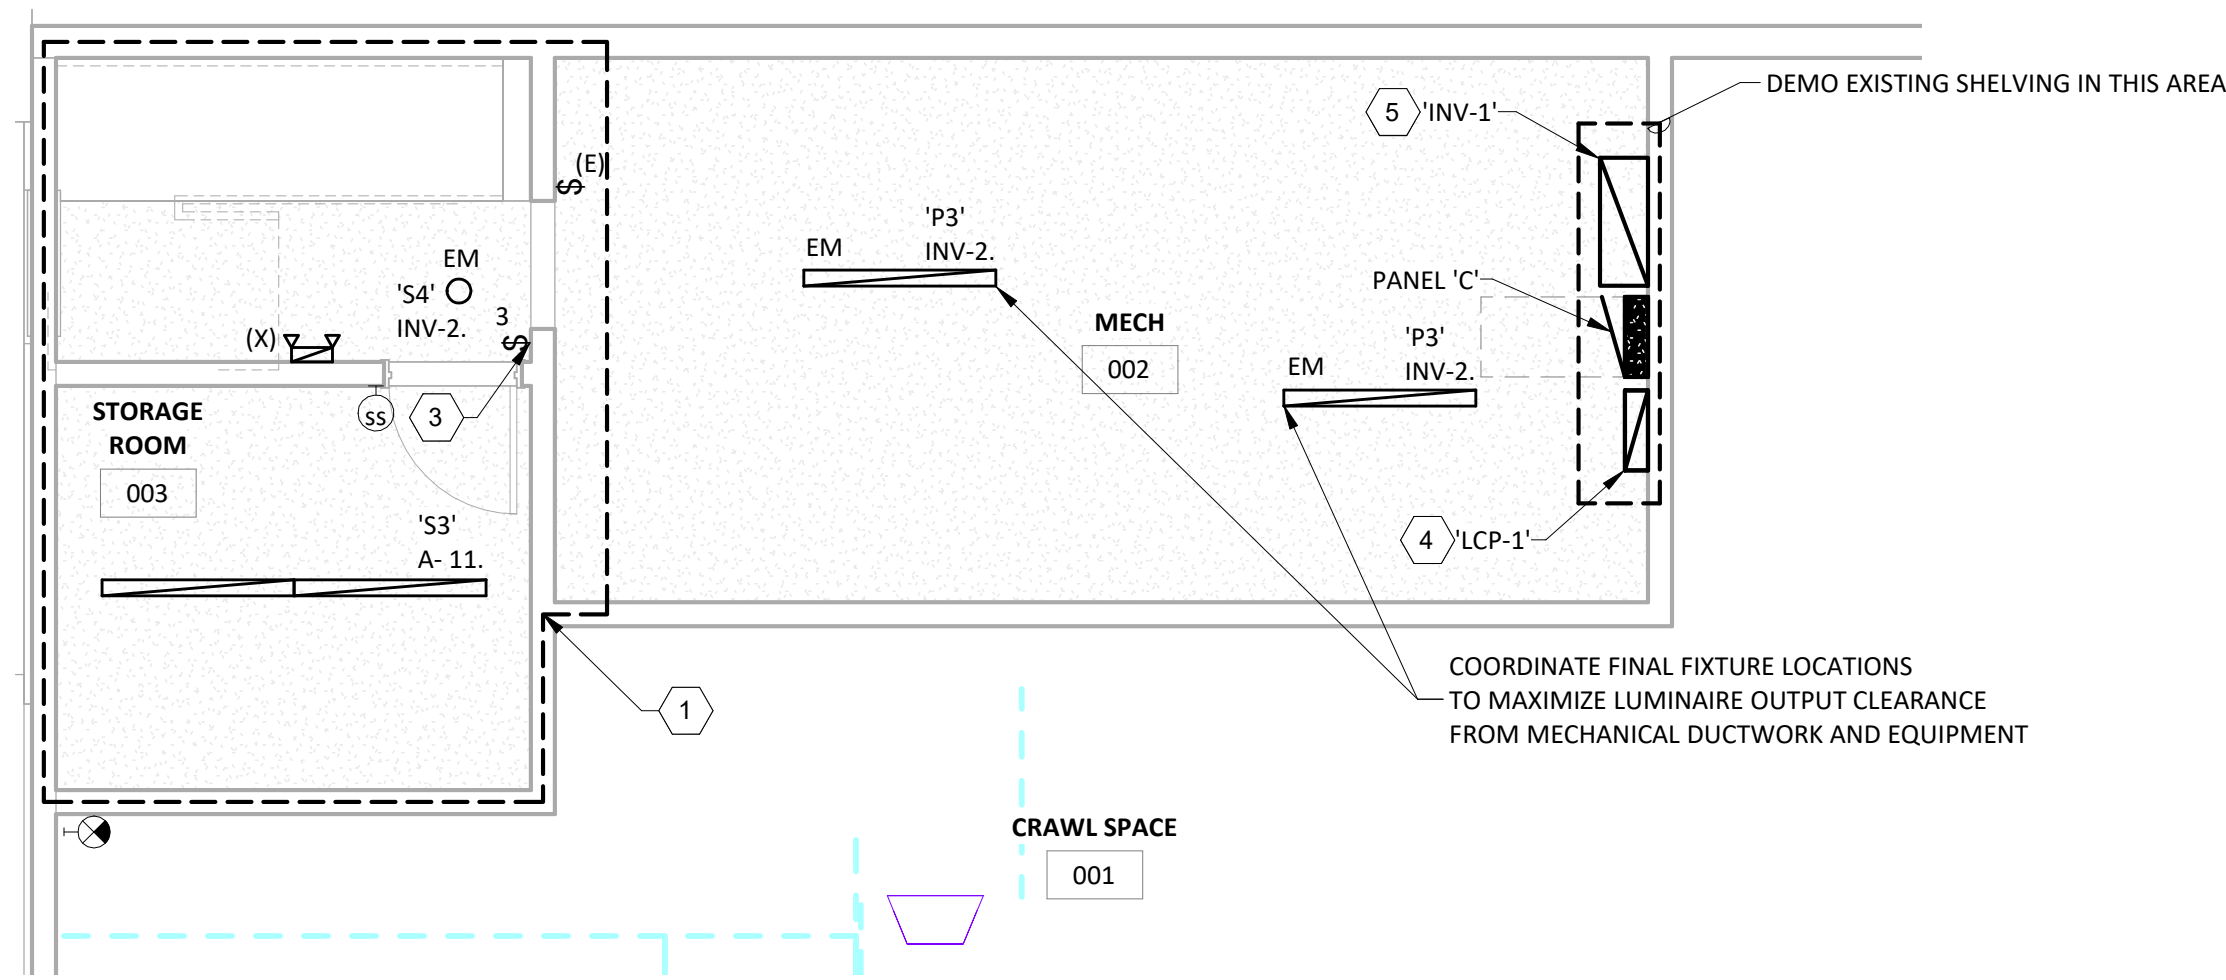 DEMO EXISTING SHELVING IN THIS AREA
5
'INV-1'
(E)
$
'P3'
INV-2.
EM
EM
'S4'
INV-2.
3
$
(X)
PANEL 'C'
MECH
002
'P3'
INV-2.
EM
STORAGE
ROOM
003
ss
3
'S3'
A- 11.
4
'LCP-1'
COORDINATE FINAL FIXTURE LOCATIONS
TO MAXIMIZE LUMINAIRE OUTPUT CLEARANCE
FROM MECHANICAL DUCTWORK AND EQUIPMENT
1
CRAWL SPACE
001